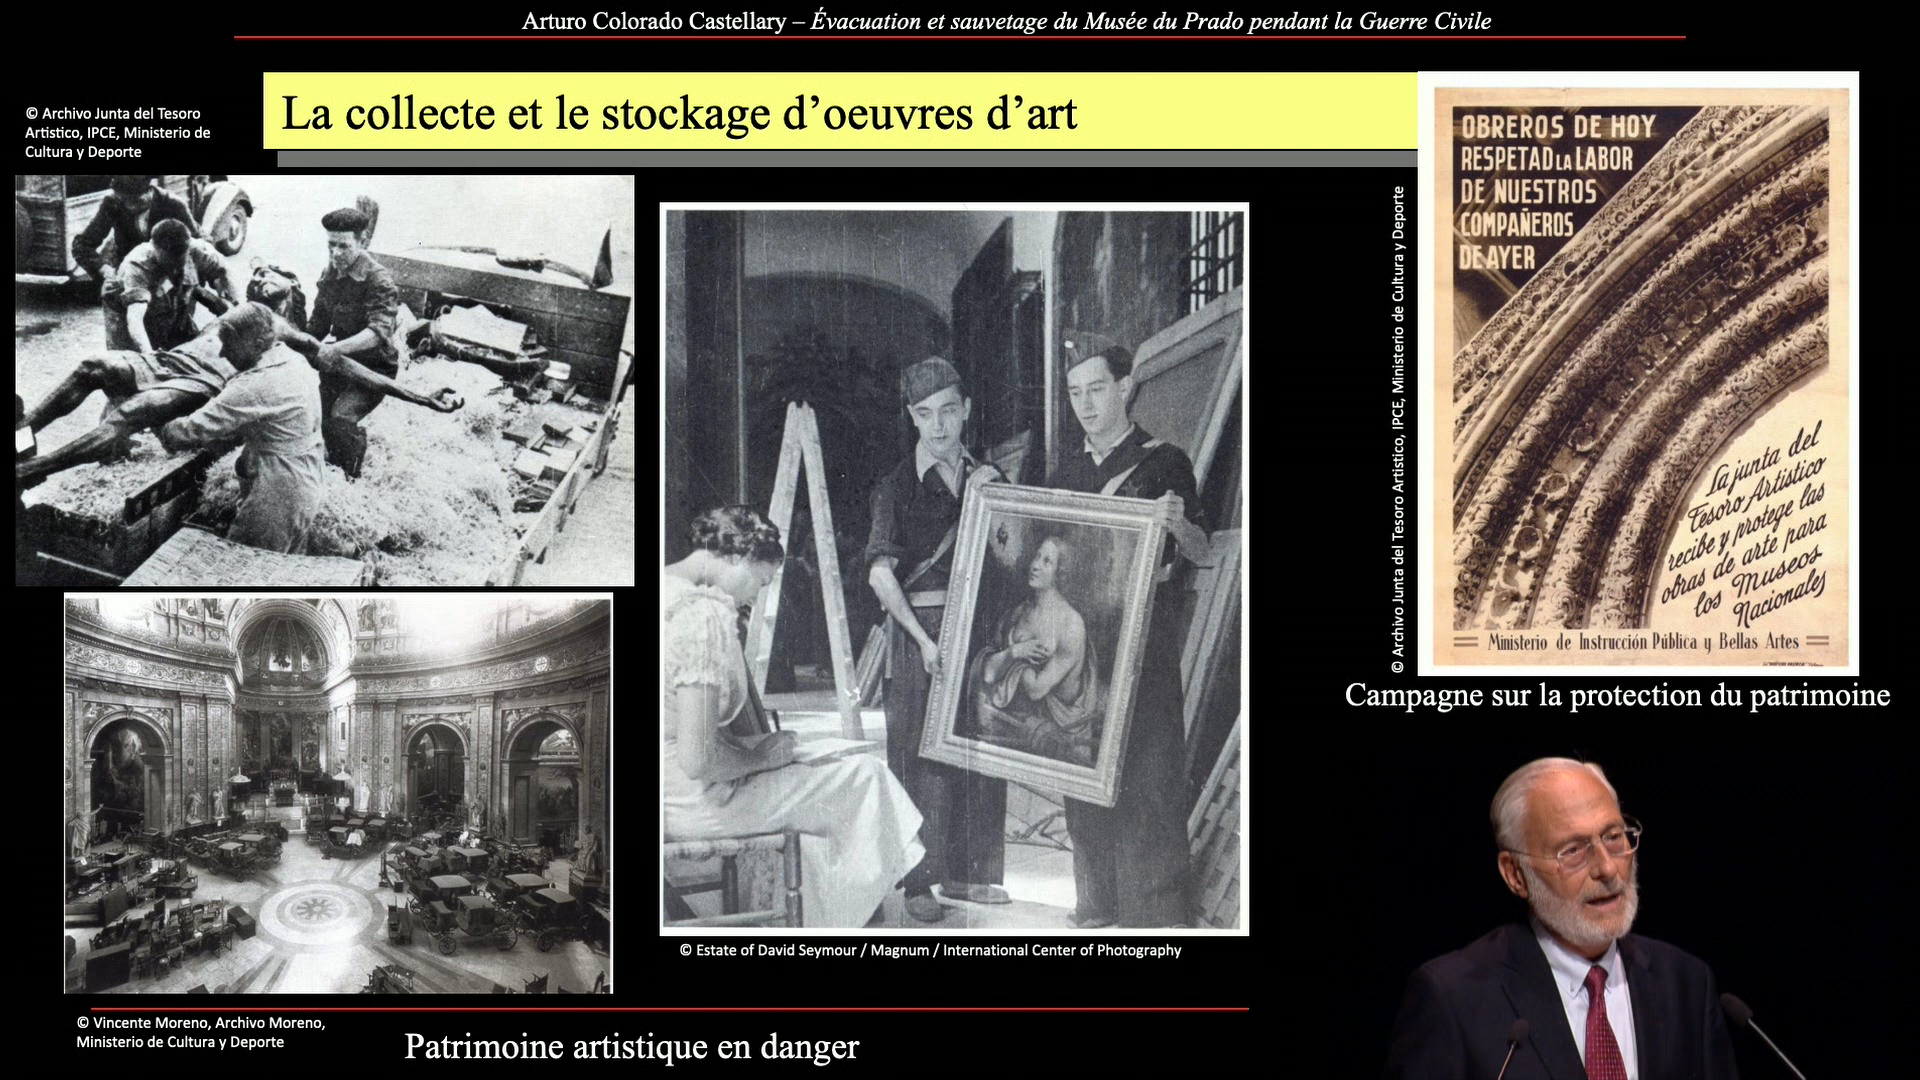 Arturo Colorado Castellary – Évacuation et sauvetage du Musée du Prado pendant la Guerre Civile
La collecte et le stockage d’oeuvres d’art
© Archivo Junta del Tesoro
Artistico, IPCE, Ministerio de
Cultura y Deporte
OBREROS DE HOY
RESPETAD LA LABOR
DE NUESTROS
COMPAÑEROS
DE AYER
La junta del
Tesoro Artístico
recibe y protege las
obras de arte para
los Museos
Nacionales
Ministerio de Instrucción Pública y Bellas Artes
© Archivo Junta del Tesoro Artistico, IPCE, Ministerio de Cultura y Deporte
Campagne sur la protection du patrimoine
© Estate of David Seymour / Magnum / International Center of Photography
© Vincente Moreno, Archivo Moreno,
Ministerio de Cultura y Deporte
Patrimoine artistique en danger